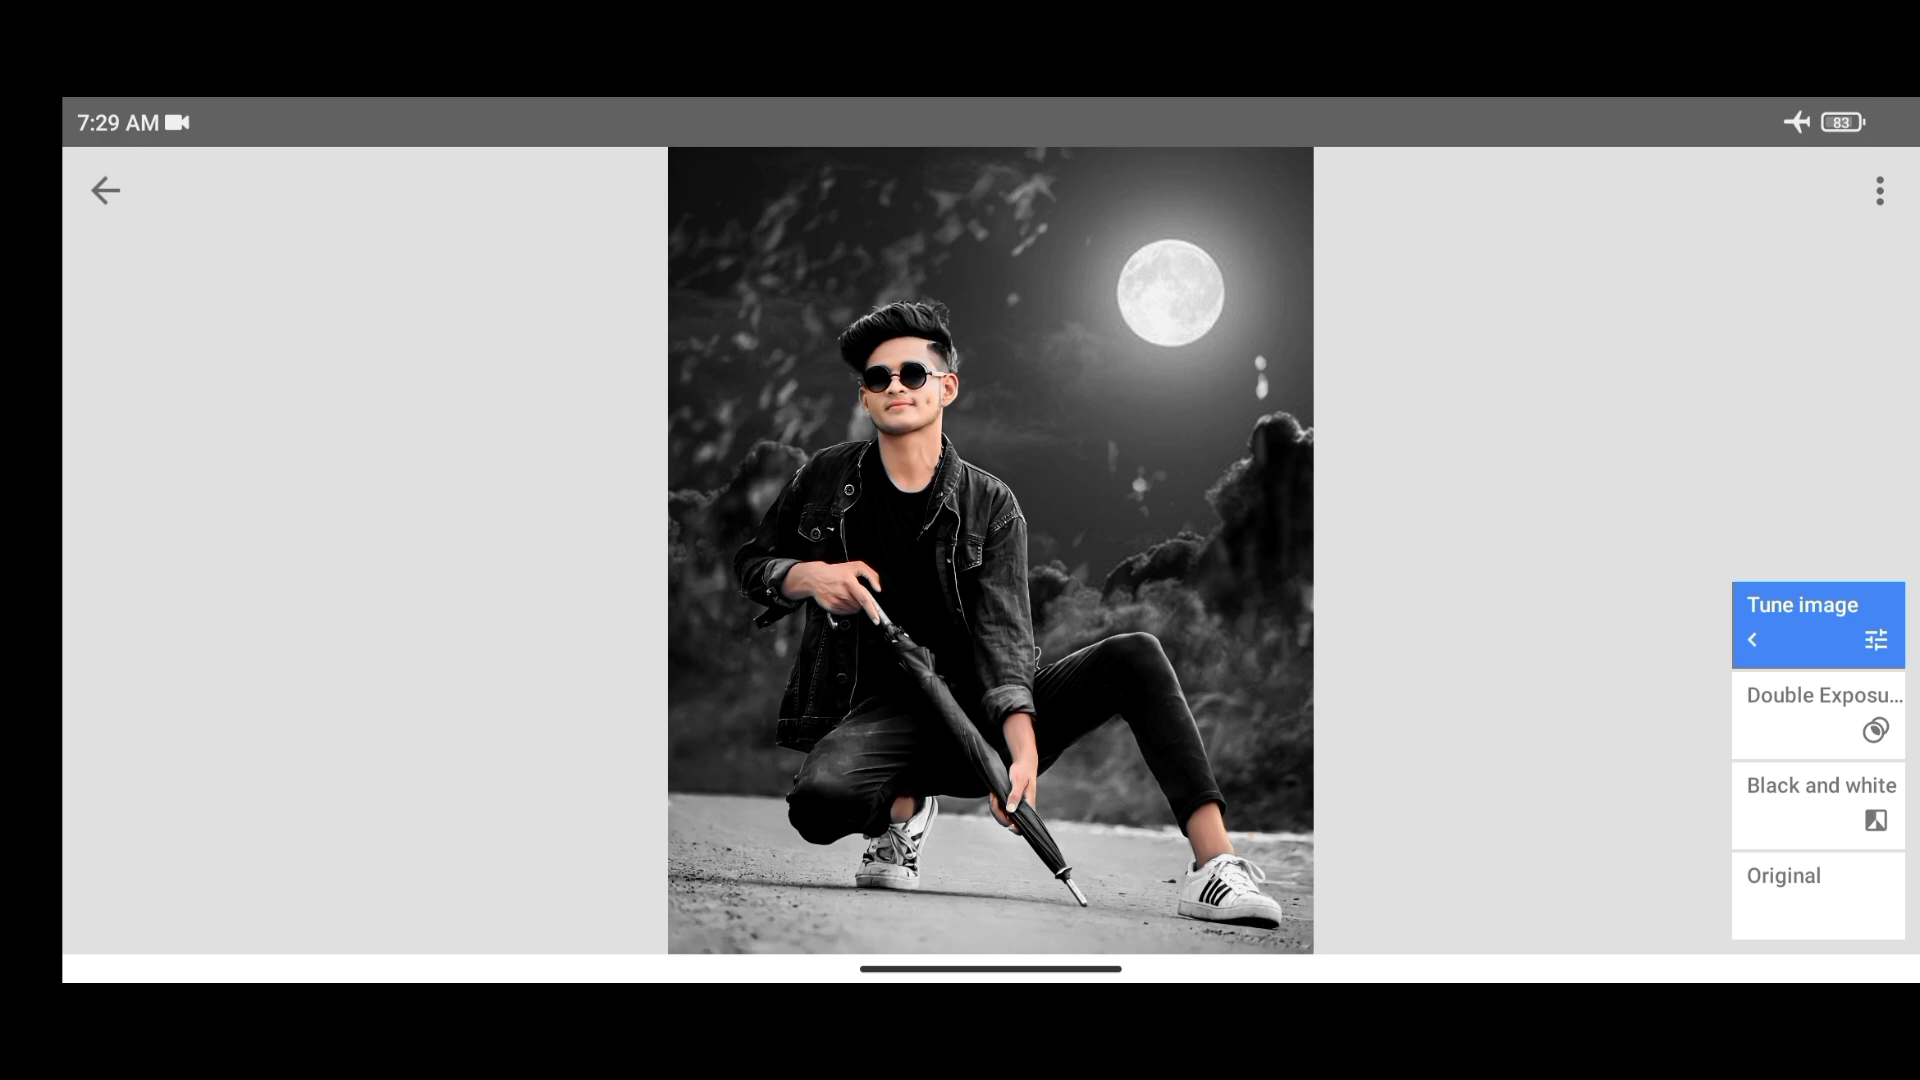 7:29 AM
83
Tune image
Double Exposu...
Black and white
Original